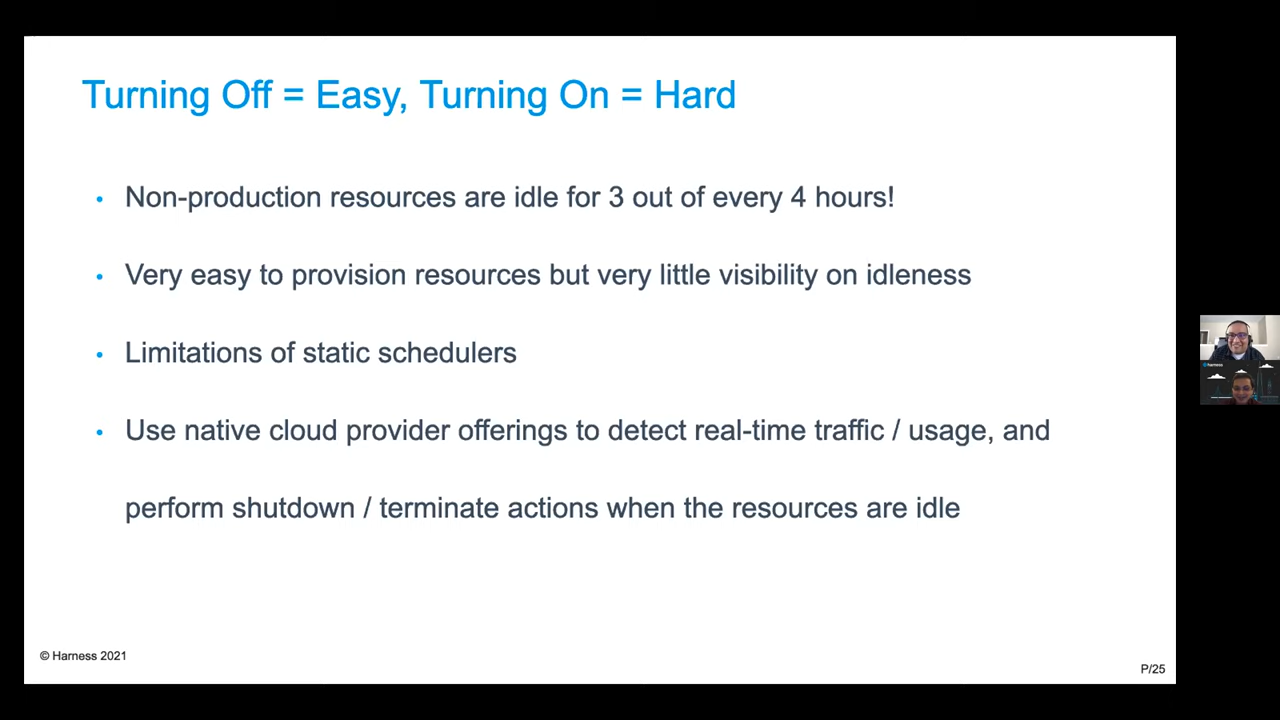 Turning Off = Easy, Turning On = Hard
• Non-production resources are idle for 3 out of every 4 hours!
• Very easy to provision resources but very little visibility on idleness
• Limitations of static schedulers
• Use native cloud provider offerings to detect real-time traffic / usage, and
perform shutdown / terminate actions when the resources are idle
harness
© Harness 2021
P/25